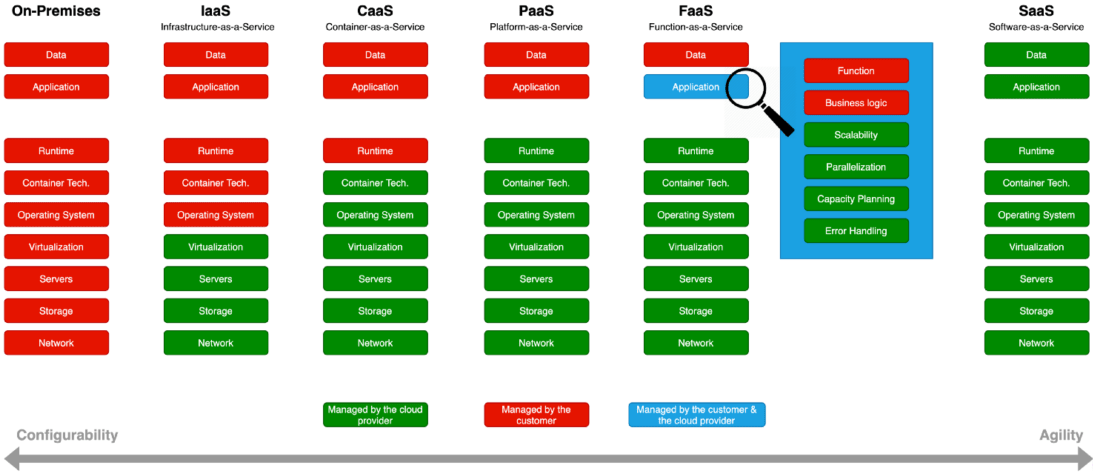 On-Premises
IaaS
Infrastructure-as-a-Service
CaaS
Container-as-a-Service
PaaS
Platform-as-a-Service
FaaS
Function-as-a-Service
SaaS
Software-as-a-Service
Data
Application
Runtime
Container Tech.
Operating System
Virtualization
Servers
Storage
Network
Data
Application
Runtime
Container Tech.
Operating System
Virtualization
Servers
Storage
Network
Data
Application
Runtime
Container Tech.
Operating System
Virtualization
Servers
Storage
Network
Data
Application
Runtime
Container Tech.
Operating System
Virtualization
Servers
Storage
Network
Data
Application
Runtime
Container Tech.
Operating System
Virtualization
Servers
Storage
Network
Function
Business logic
Scalability
Parallelization
Capacity Planning
Error Handling
Data
Application
Runtime
Container Tech.
Operating System
Virtualization
Servers
Storage
Network
Managed by the cloud
provider
Managed by the
customer
Managed by the customer &
the cloud provider
Configurability
Agility